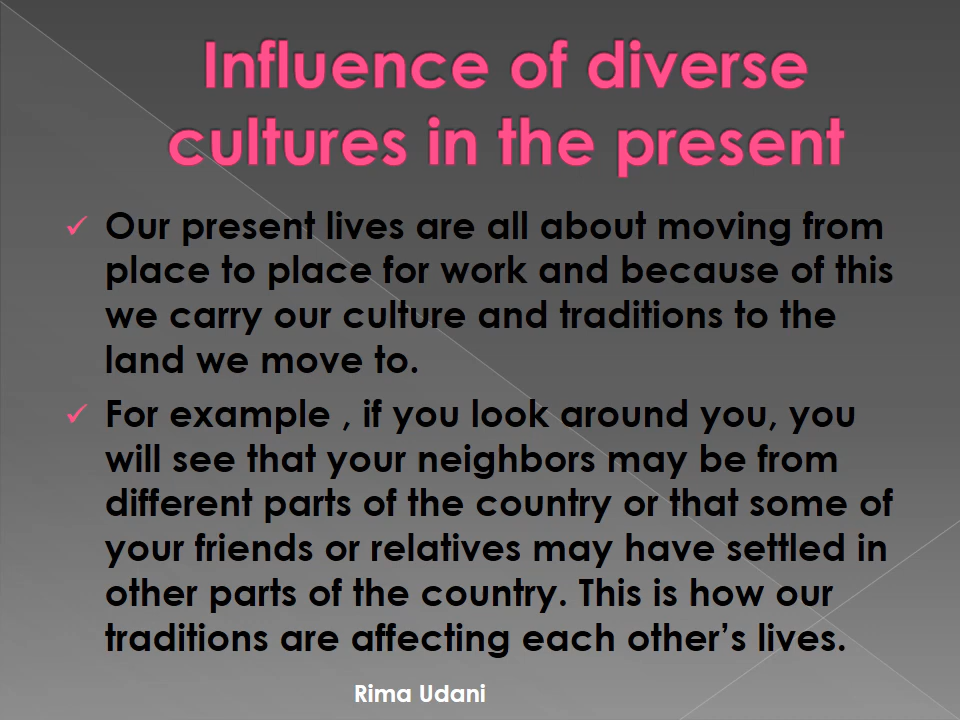 Influence of diverse
cultures in the present
✓ Our present lives are all about moving from
place to place for work and because of this
we carry our culture and traditions to the
land we move to.
✓ For example , if you look around you, you
will see that your neighbors may be from
different parts of the country or that some of
your friends or relatives may have settled in
other parts of the country. This is how our
traditions are affecting each other’s lives.
Rima Udani